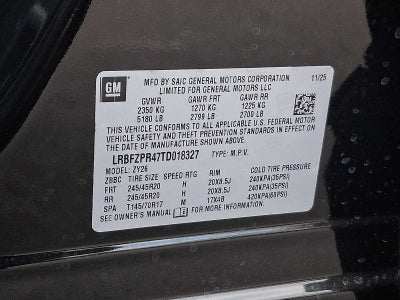 GM
MFD BY SAIC GENERAL MOTORS CORPORATION 11/25
LIMITED FOR GENERAL MOTORS LLC
GVWR GAWR FRT GAWR RR
2350 KG 1270 KG 1225 KG
5180 LB 2799 LB 2700 LB
THIS VEHICLE CONFORMS TO ALL APPLICABLE U.S. FEDERAL MOTOR
VEHICLE SAFETY AND THEFT PREVENTION STANDARDS IN EFFECT ON
THE DATE OF MANUFACTURE SHOWN ABOVE.
LRBFZPR47TD018327 TYPE: M.P.V.
MODEL: ZY26
ZRBC TIRE SIZE SPEED RTG RIM COLD TIRE PRESSURE
FRT 245/45R20 H 20X8.5J 240KPA(35PSI)
RR 245/45R20 H 20X8.5J 240KPA(35PSI)
SPA T145/70R17 M 17X4B 420KPA(60PSI)
SEE OWNER'S MANUAL FOR MORE INFORMATION